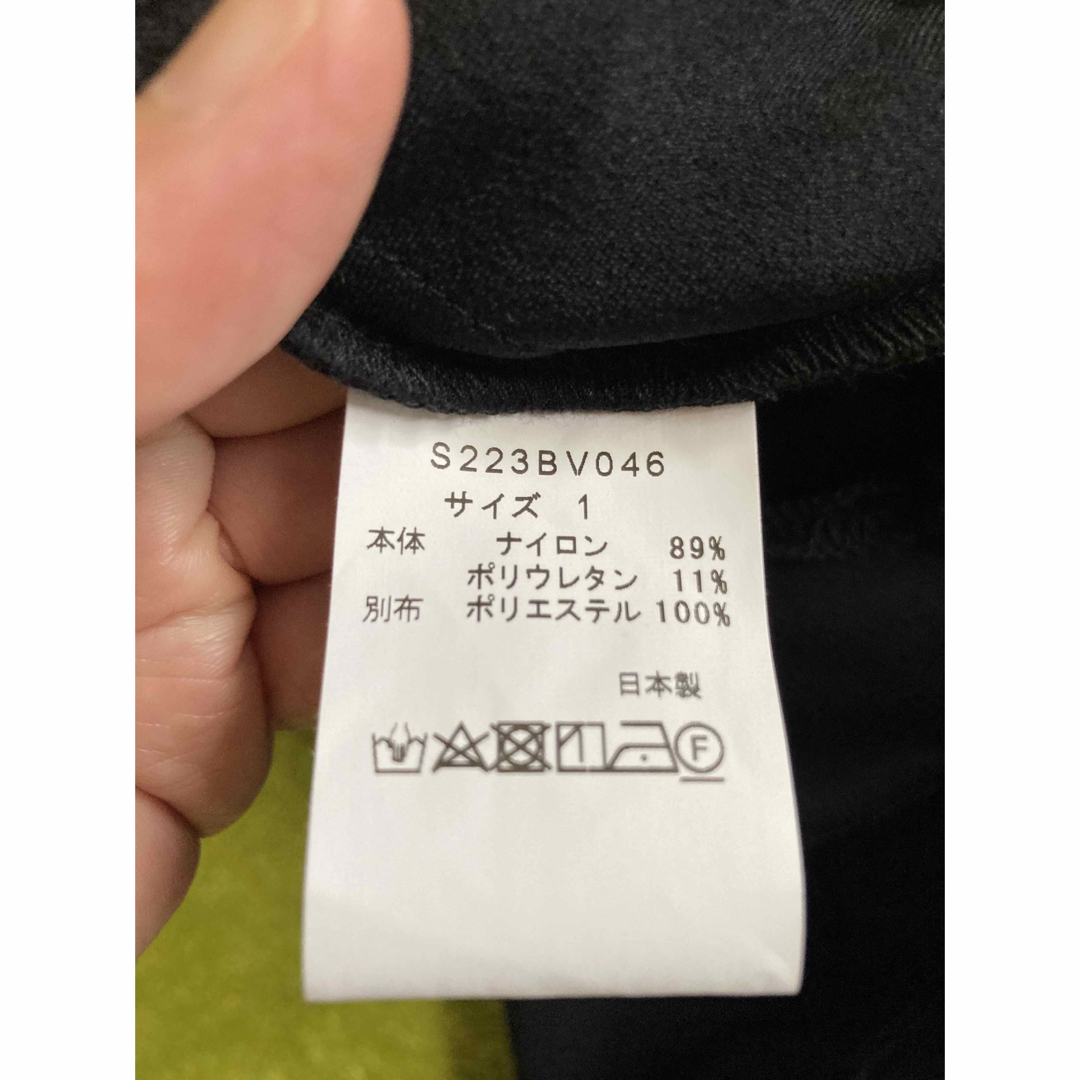 S223BV046
サイズ 1
本体 ナイロン 89%
ポリウレタン 11%
別布 ポリエステル 100%
日本製
F